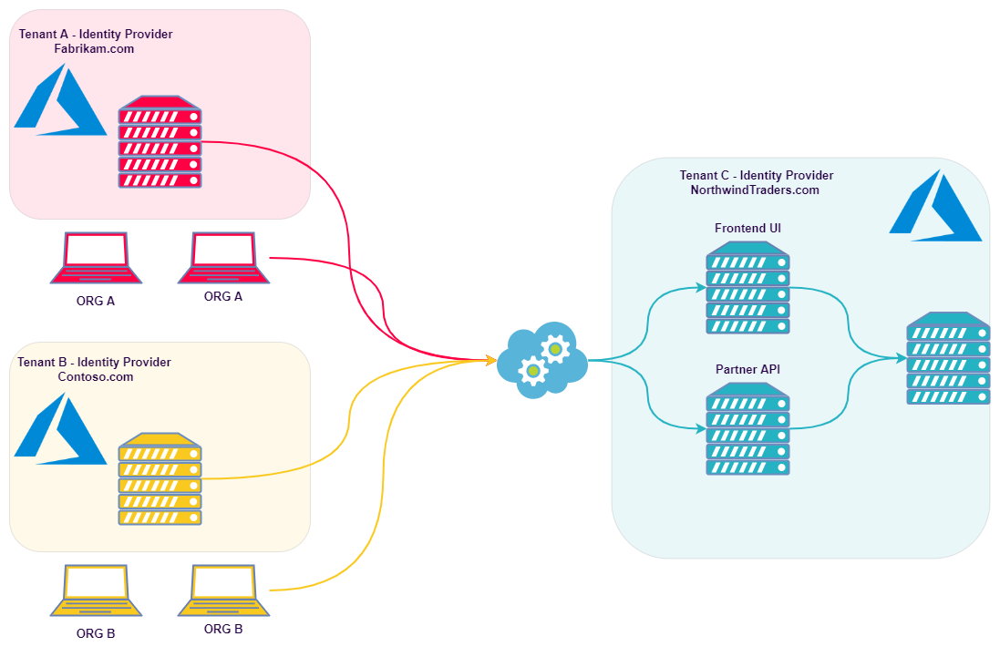 Tenant A - Identity Provider
Fabrikam.com
ORG A
ORG A
Tenant B - Identity Provider
Contoso.com
ORG B
ORG B
Tenant C - Identity Provider
NorthwindTraders.com
Frontend UI
Partner API